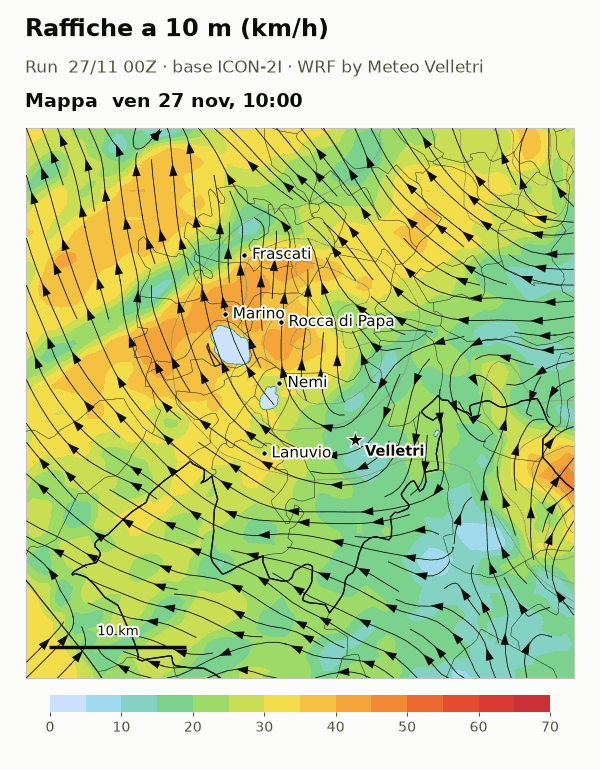 Raffiche a 10 m (km/h)
Run  27/11 00Z · base ICON-2I · WRF by Meteo Velletri
Mappa  ven 27 nov, 10:00
Frascati
Marino
Rocca di Papa
Nemi
Lanuvio
Velletri
10 km
0 10 20 30 40 50 60 70